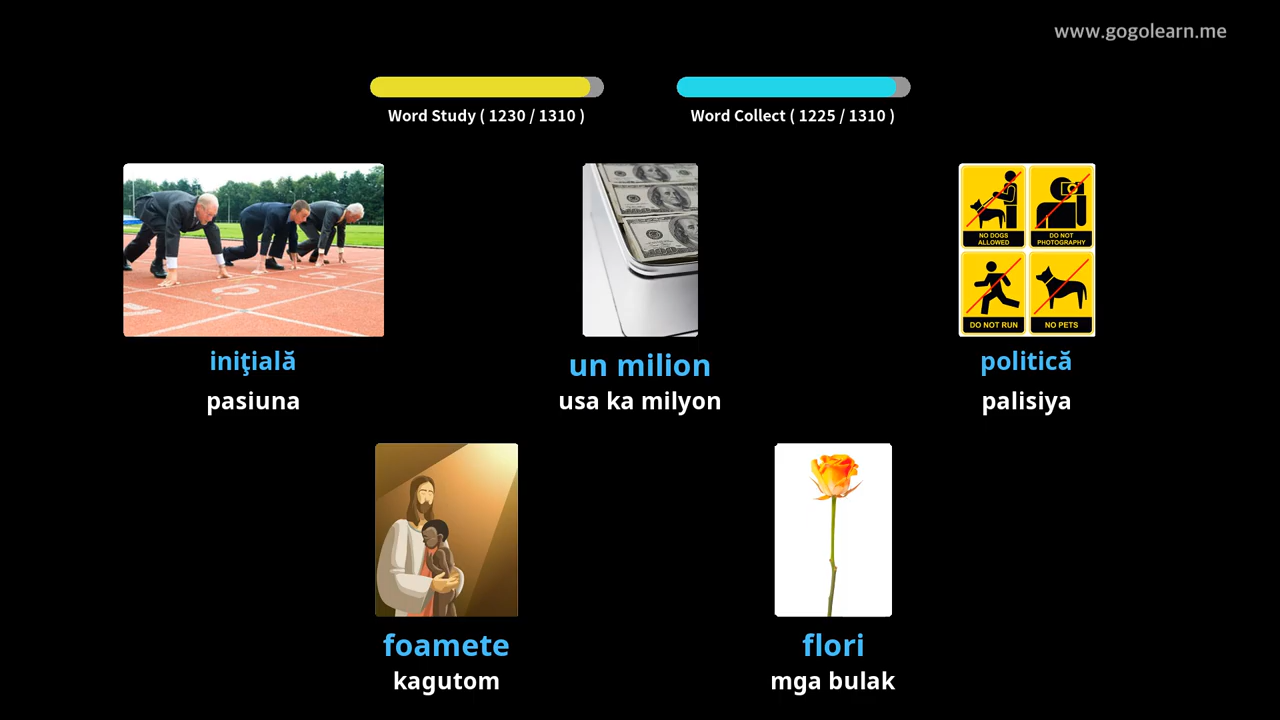 www.gogolearn.me
Word Study ( 1230 / 1310 )
Word Collect ( 1225 / 1310 )
NO DOGS
ALLOWED
DO NOT
PHOTOGRAPHY
DO NOT RUN
NO PETS
iniţială
un milion
politică
pasiuna
usa ka milyon
palisiya
foamete
flori
kagutom
mga bulak